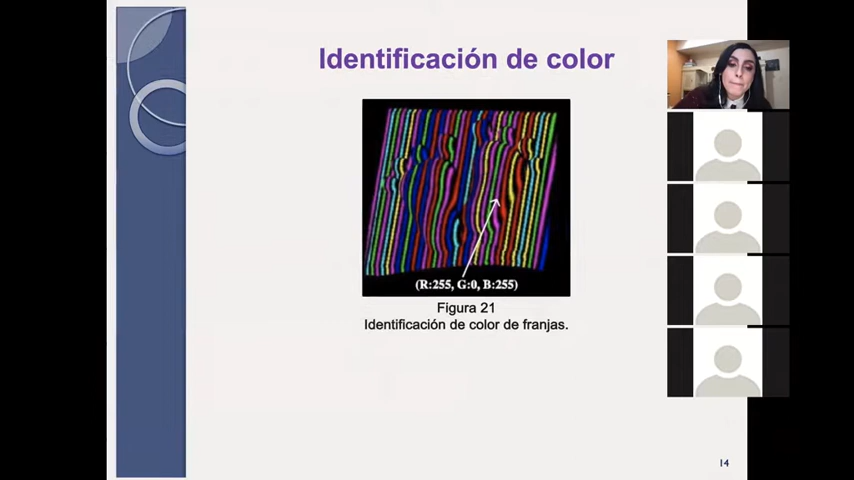 Identificación de color
(R:255, G:0, B:255)
Figura 21
Identificación de color de franjas.
14